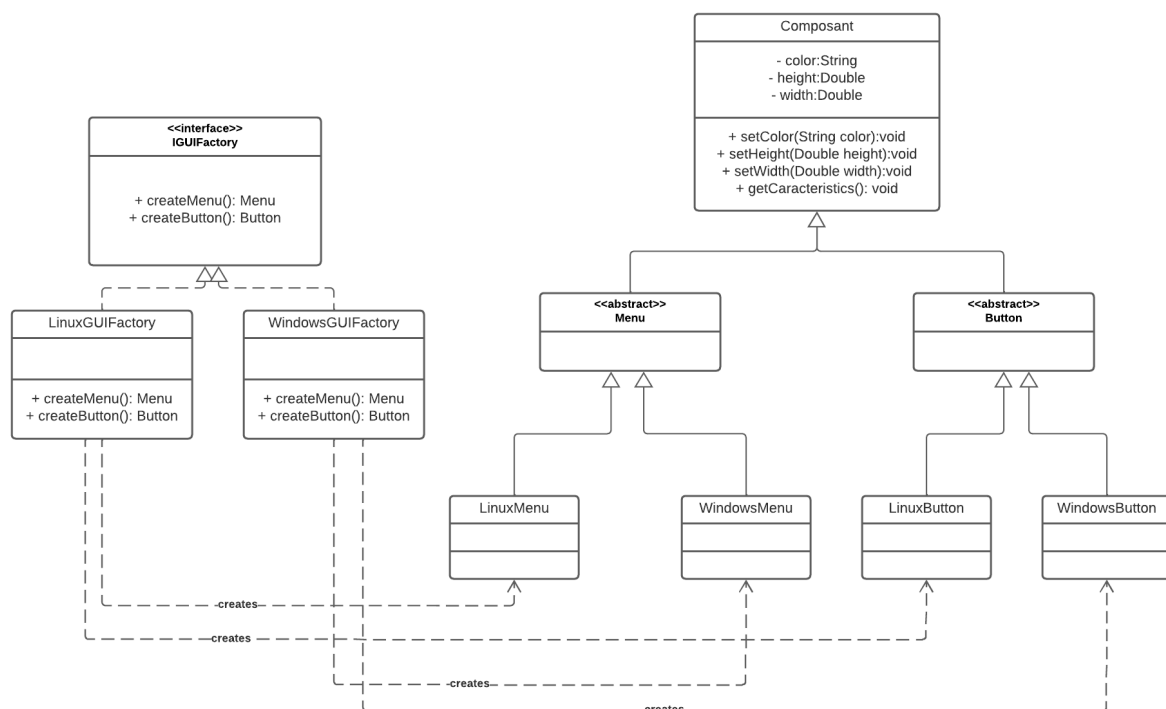 Composant
- color:String
- height:Double
- width:Double
+ setColor(String color):void
+ setHeight(Double height):void
+ setWidth(Double width):void
+ getCaracteristics(): void
<<interface>>
IGUIFactory
+ createMenu(): Menu
+ createButton(): Button
LinuxGUIFactory
+ createMenu(): Menu
+ createButton(): Button
WindowsGUIFactory
+ createMenu(): Menu
+ createButton(): Button
<<abstract>>
Menu
<<abstract>>
Button
LinuxMenu
WindowsMenu
LinuxButton
WindowsButton
creates
creates
creates
creates